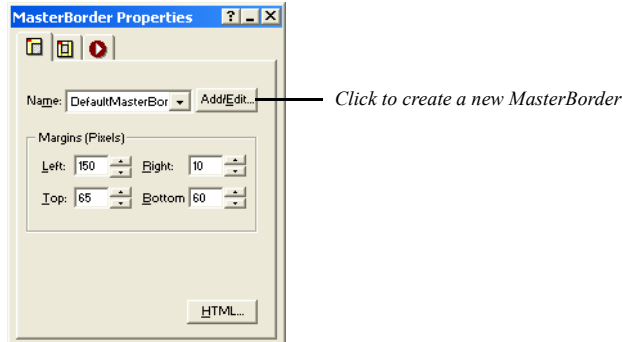 MasterBorder Properties
Name: DefaultMasterBor Add/Edit... Click to create a new MasterBorder
Margins (Pixels)
Left: 150 Right: 10
Top: 65 Bottom 60
HTML...